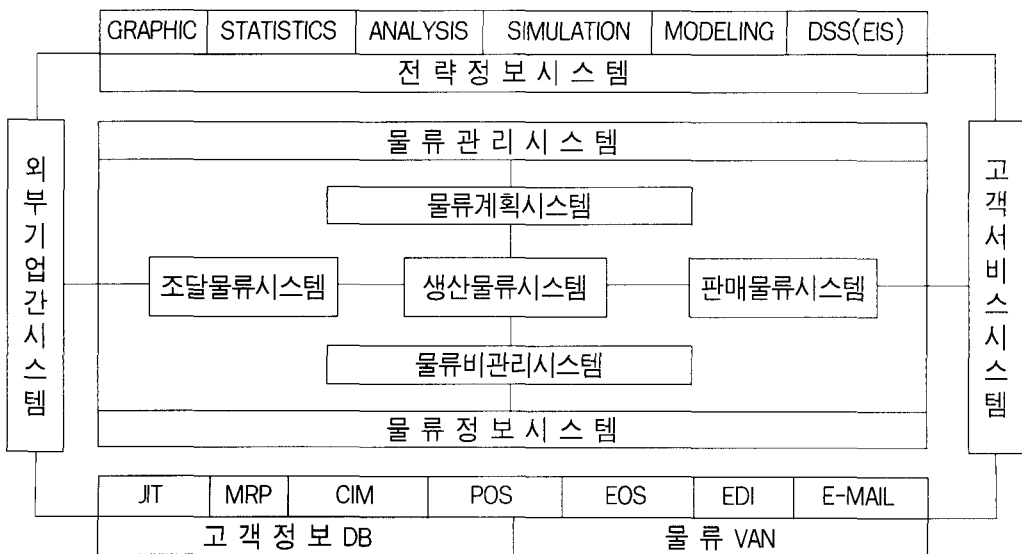 GRAPHIC STATISTICS ANALYSIS SIMULATION MODELING DSS(EIS)
전략정보시스템
외부기업간시스템
물류관리시스템
물류계획시스템
조달물류시스템 생산물류시스템 판매물류시스템
물류비관리시스템
물류정보시스템
고객서비스시스템
JIT MRP CIM POS EOS EDI E-MAIL
고객정보 DB 물류 VAN